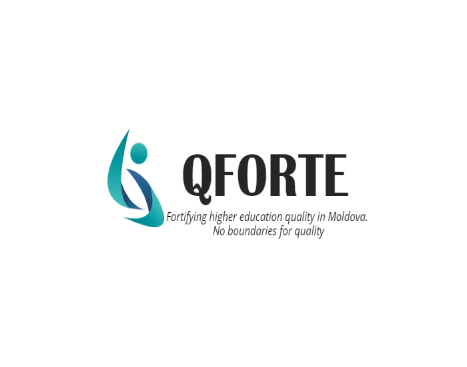 QFORTE
Fortifying higher education quality in Moldova.
No boundaries for quality